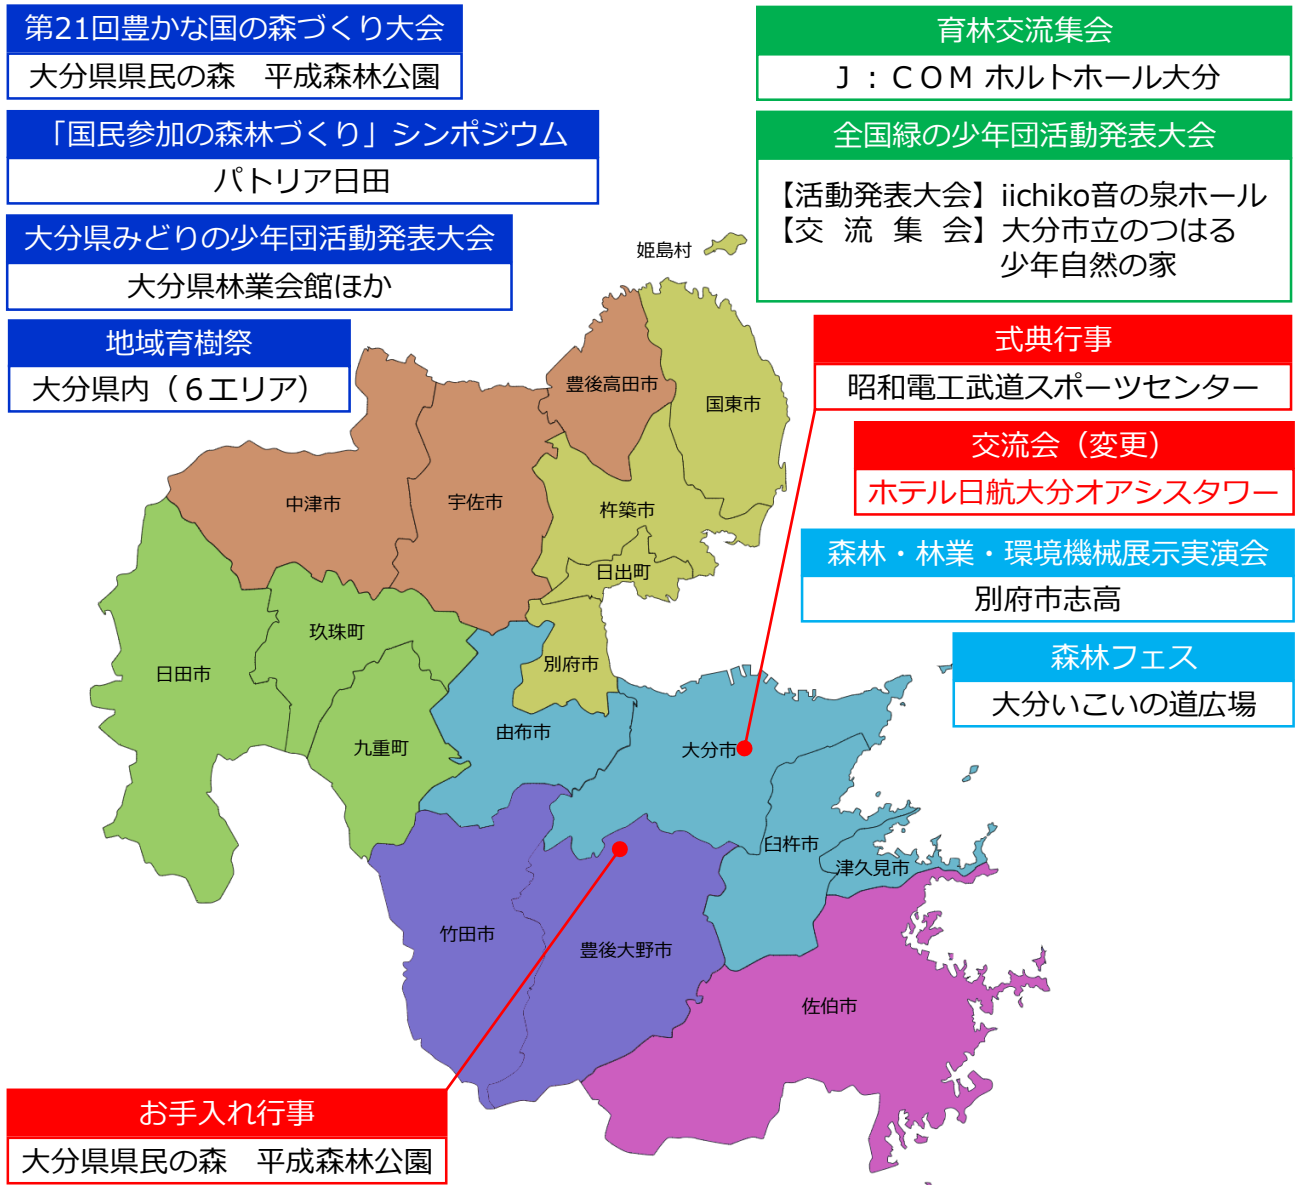 第21回豊かな国の森づくり大会
大分県県民の森　平成森林公園
「国民参加の森林づくり」シンポジウム
パトリア日田
大分県みどりの少年団活動発表大会
大分県林業会館ほか
地域育樹祭
大分県内（６エリア）
育林交流集会
Ｊ：ＣＯＭ ホルトホール大分
全国緑の少年団活動発表大会
【活動発表大会】iichiko音の泉ホール
【交　流　集　会】大分市立のつはる
少年自然の家
式典行事
昭和電工武道スポーツセンター
交流会（変更）
ホテル日航大分オアシスタワー
森林・林業・環境機械展示実演会
別府市志高
森林フェス
大分いこいの道広場
姫島村
豊後高田市
国東市
中津市
宇佐市
杵築市
日出町
玖珠町
別府市
日田市
由布市
九重町
大分市
臼杵市
津久見市
竹田市
豊後大野市
佐伯市
お手入れ行事
大分県県民の森　平成森林公園